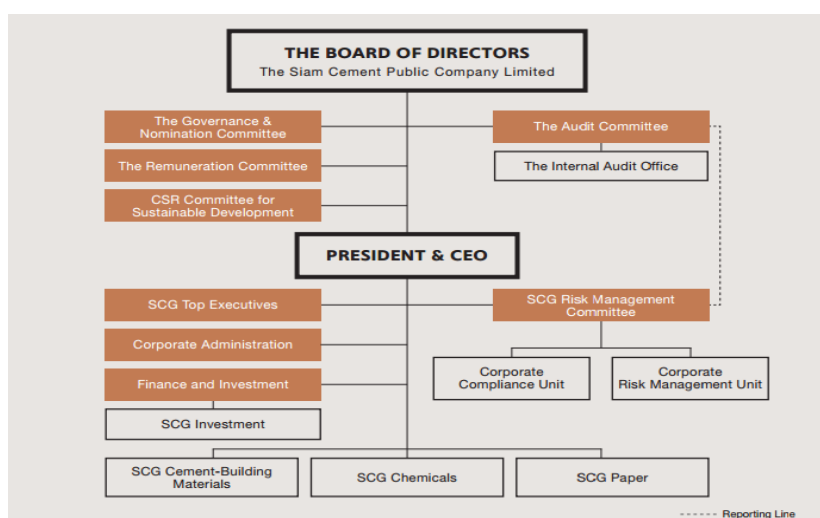 THE BOARD OF DIRECTORS
The Siam Cement Public Company Limited
The Governance &
Nomination Committee
The Audit Committee
The Remuneration Committee
The Internal Audit Office
CSR Committee for
Sustainable Development
PRESIDENT & CEO
SCG Top Executives
SCG Risk Management
Committee
Corporate Administration
Corporate
Compliance Unit
Corporate
Risk Management Unit
Finance and Investment
SCG Investment
SCG Cement-Building
Materials
SCG Chemicals
SCG Paper
Reporting Line